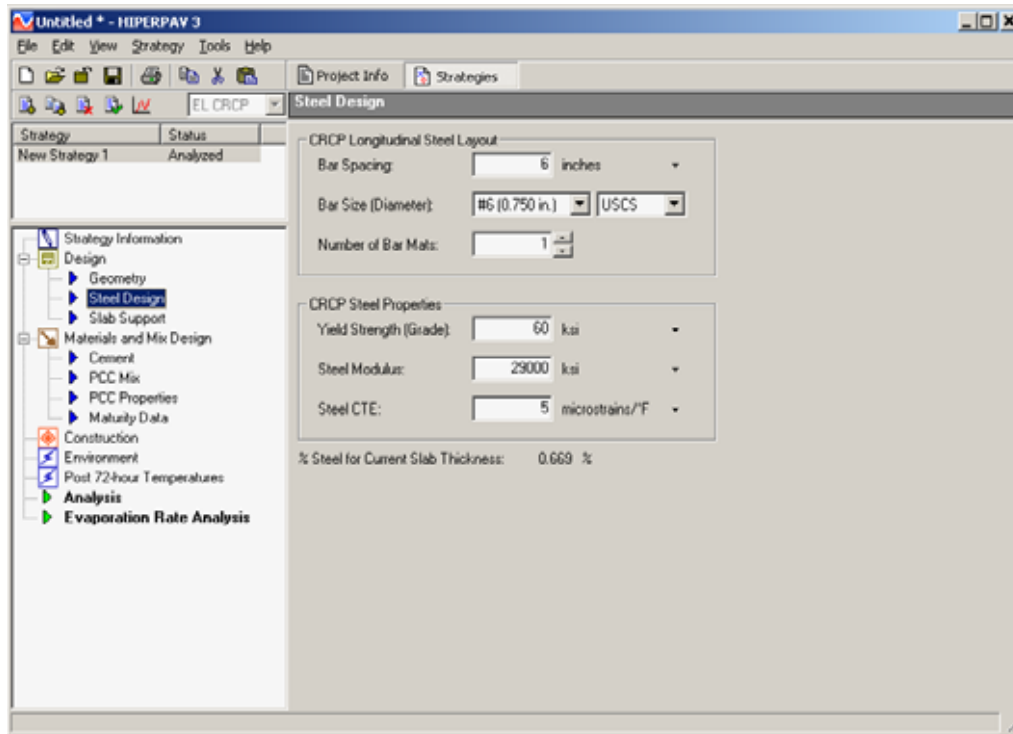 Untitled * - HIPERPAV 3
File Edit View Strategy Tools Help
Project Info Strategies
EL CRCP
Steel Design
Strategy Status
New Strategy 1 Analyzed
Strategy Information
Design
Geometry
Steel Design
Slab Support
Materials and Mix Design
Cement
PCC Mix
PCC Properties
Maturity Data
Construction
Environment
Post 72-hour Temperatures
Analysis
Evaporation Rate Analysis
CRCP Longitudinal Steel Layout
Bar Spacing: 6 inches
Bar Size (Diameter): #6 (0.750 in.) USCS
Number of Bar Mats: 1
CRCP Steel Properties
Yield Strength (Grade): 60 ksi
Steel Modulus: 29000 ksi
Steel CTE: 5 microstrains/°F
% Steel for Current Slab Thickness: 0.669 %